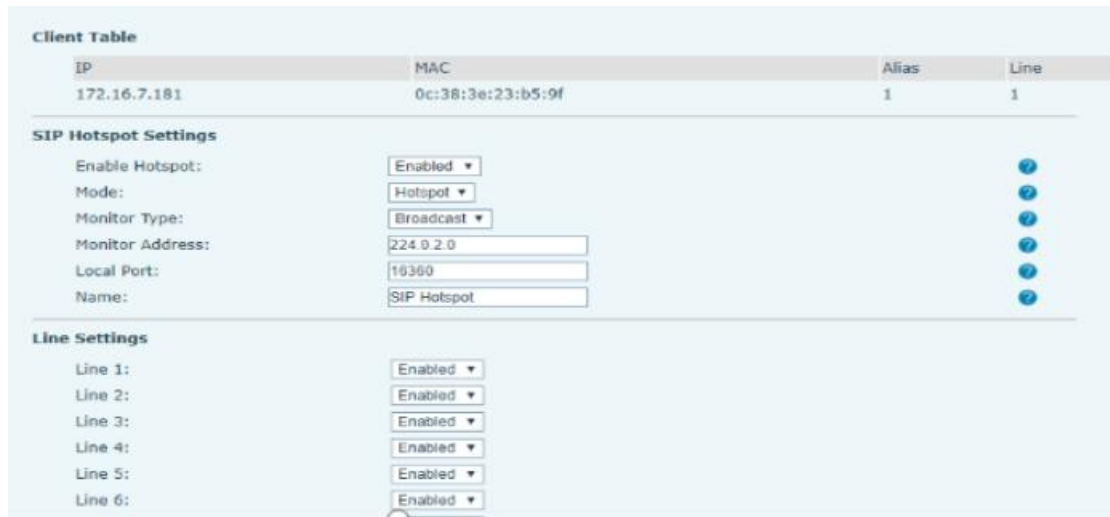 Client Table
IP MAC Alias Line
172.16.7.181 0c:38:3e:23:b5:9f 1 1
SIP Hotspot Settings
Enable Hotspot: Enabled
Mode: Hotspot
Monitor Type: Broadcast
Monitor Address: 224.0.2.0
Local Port: 16360
Name: SIP Hotspot
Line Settings
Line 1: Enabled
Line 2: Enabled
Line 3: Enabled
Line 4: Enabled
Line 5: Enabled
Line 6: Enabled